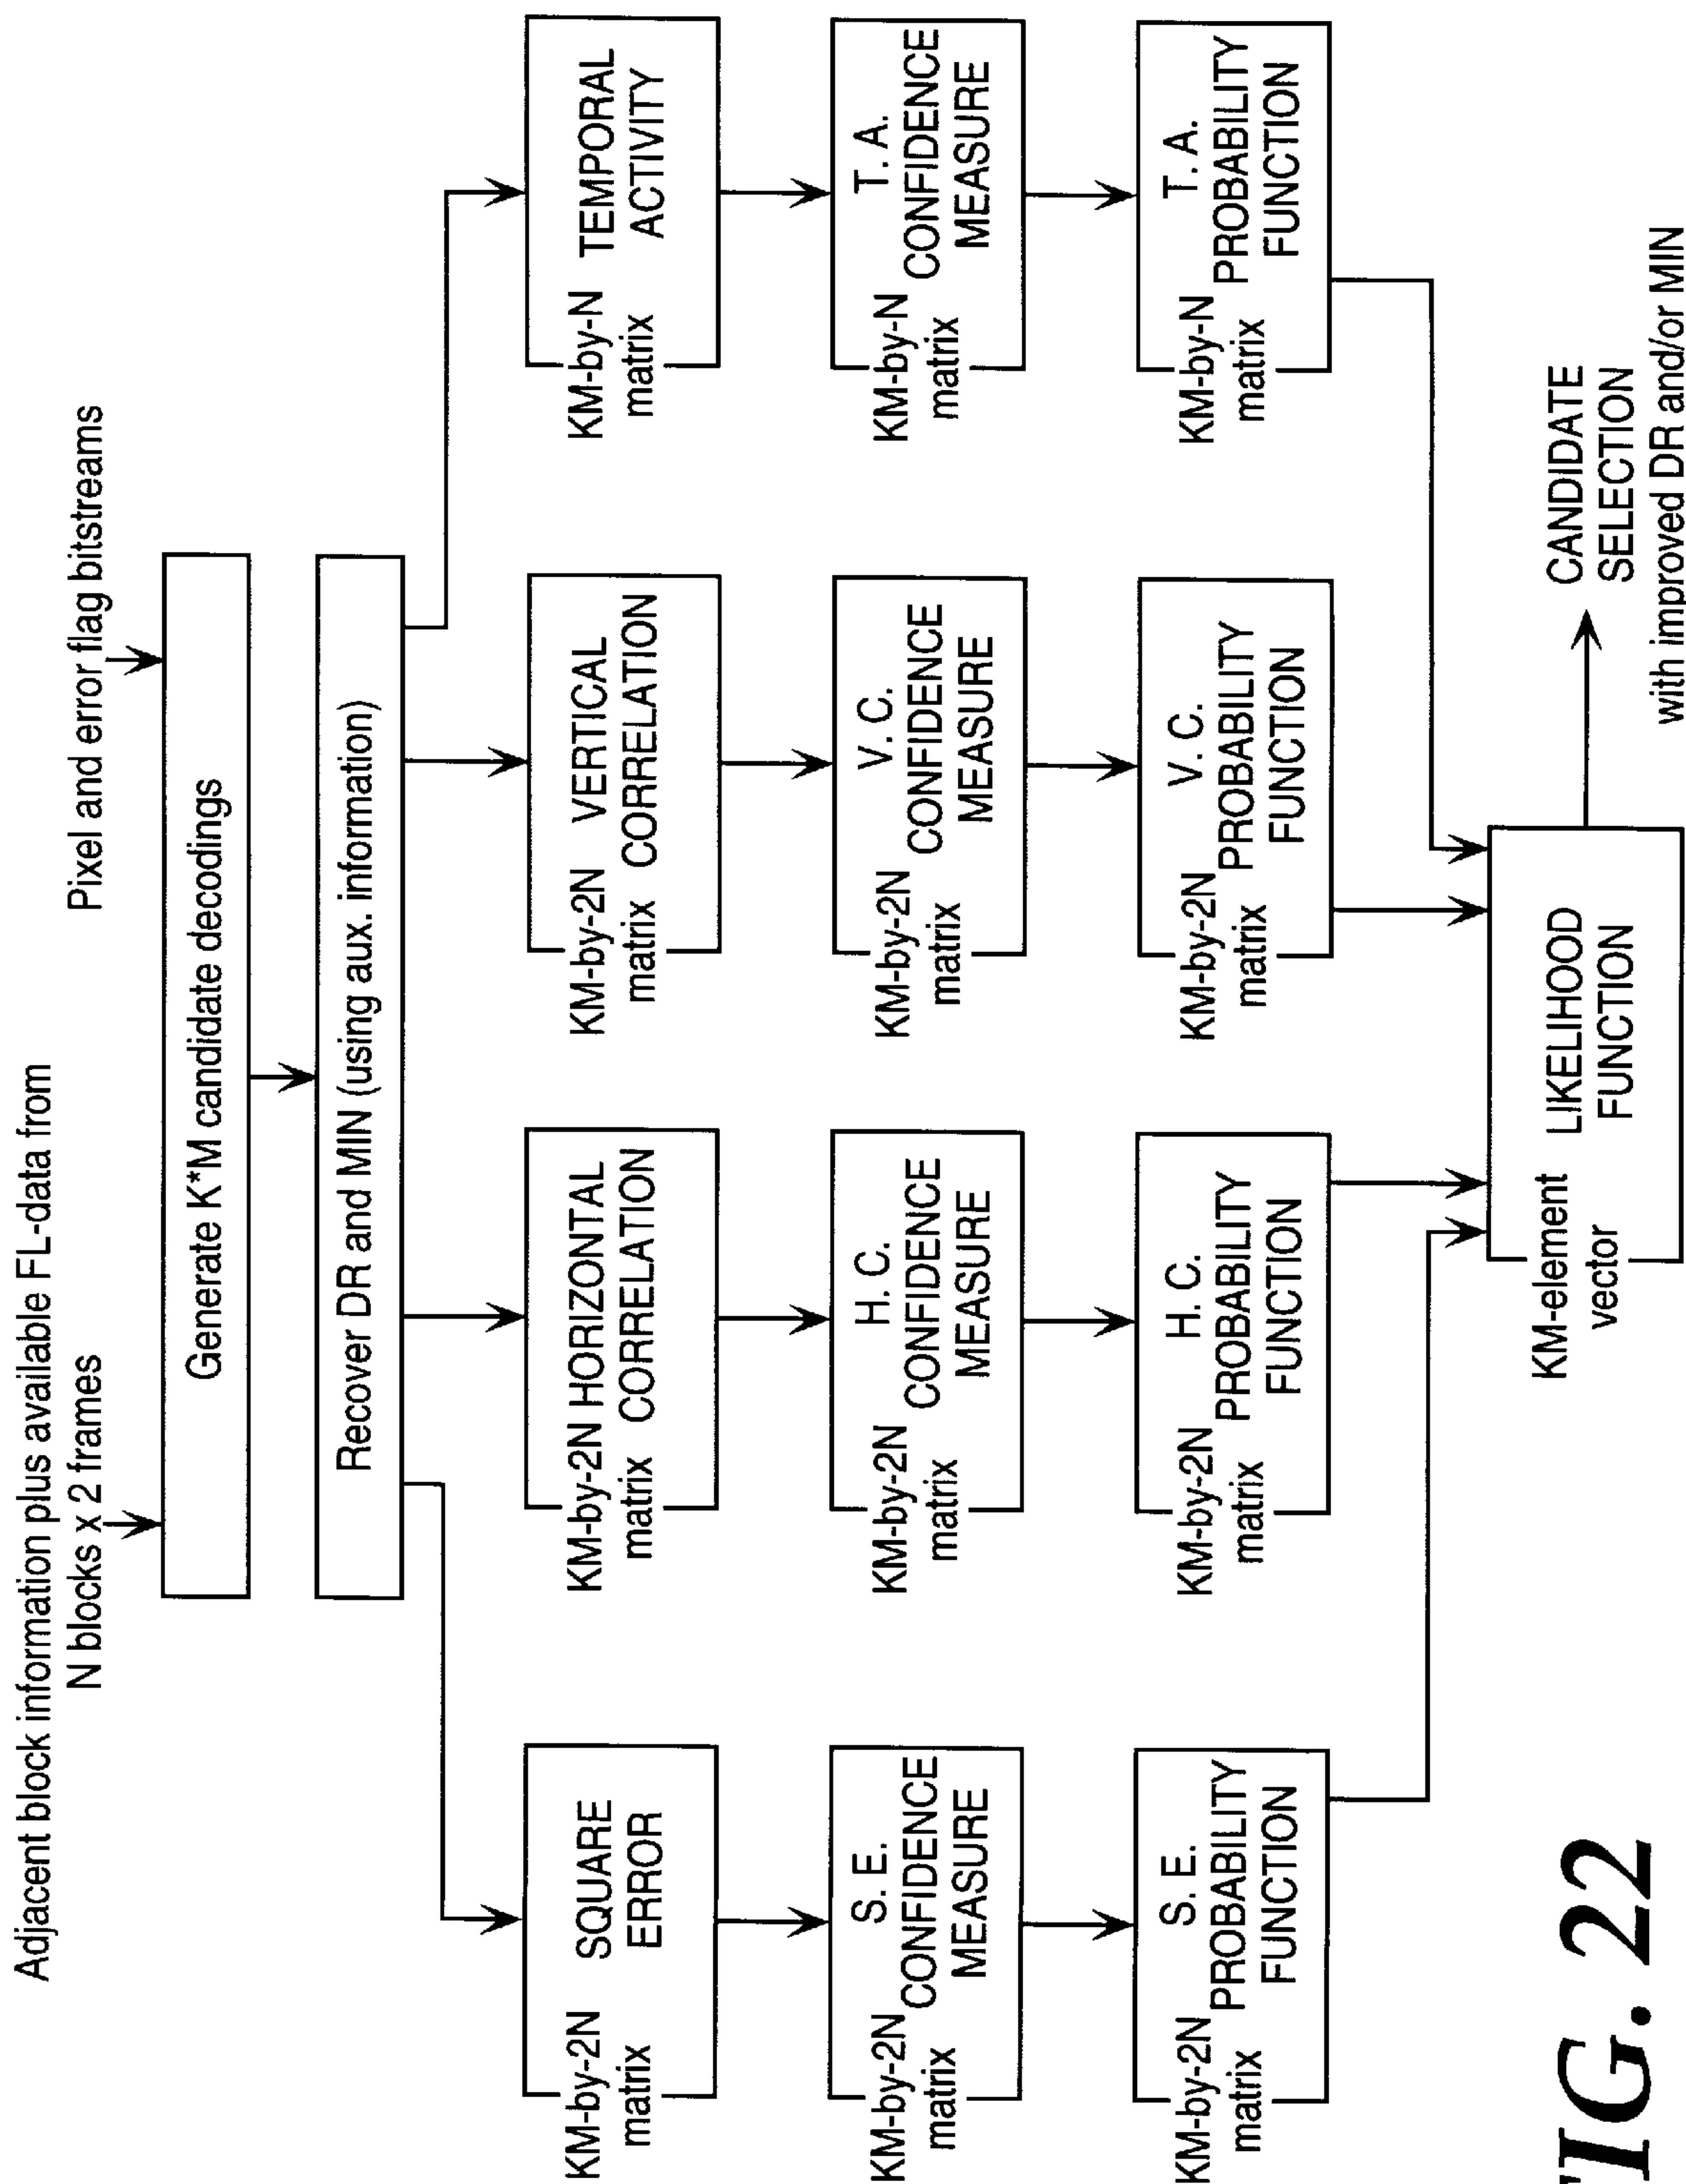 Adjacent block information plus available FL-data from
N blocks x 2 frames
Pixel and error flag bitstreams
Generate K*M candidate decodings
Recover DR and MIN (using aux. information)
KM-by-2N
matrix
SQUARE
ERROR
KM-by-2N
matrix
HORIZONTAL
CORRELATION
KM-by-2N
matrix
VERTICAL
CORRELATION
KM-by-N
matrix
TEMPORAL
ACTIVITY
KM-by-2N
matrix
S. E.
CONFIDENCE
MEASURE
KM-by-2N
matrix
H. C.
CONFIDENCE
MEASURE
KM-by-2N
matrix
V. C.
CONFIDENCE
MEASURE
KM-by-N
matrix
T. A.
CONFIDENCE
MEASURE
KM-by-2N
matrix
S. E.
PROBABILITY
FUNCTION
KM-by-2N
matrix
H. C.
PROBABILITY
FUNCTION
KM-by-2N
matrix
V. C.
PROBABILITY
FUNCTION
KM-by-N
matrix
T. A.
PROBABILITY
FUNCTION
KM-element
vector
LIKELIHOOD
FUNCTION
CANDIDATE
SELECTION
with improved DR and/or MIN
FIG. 22